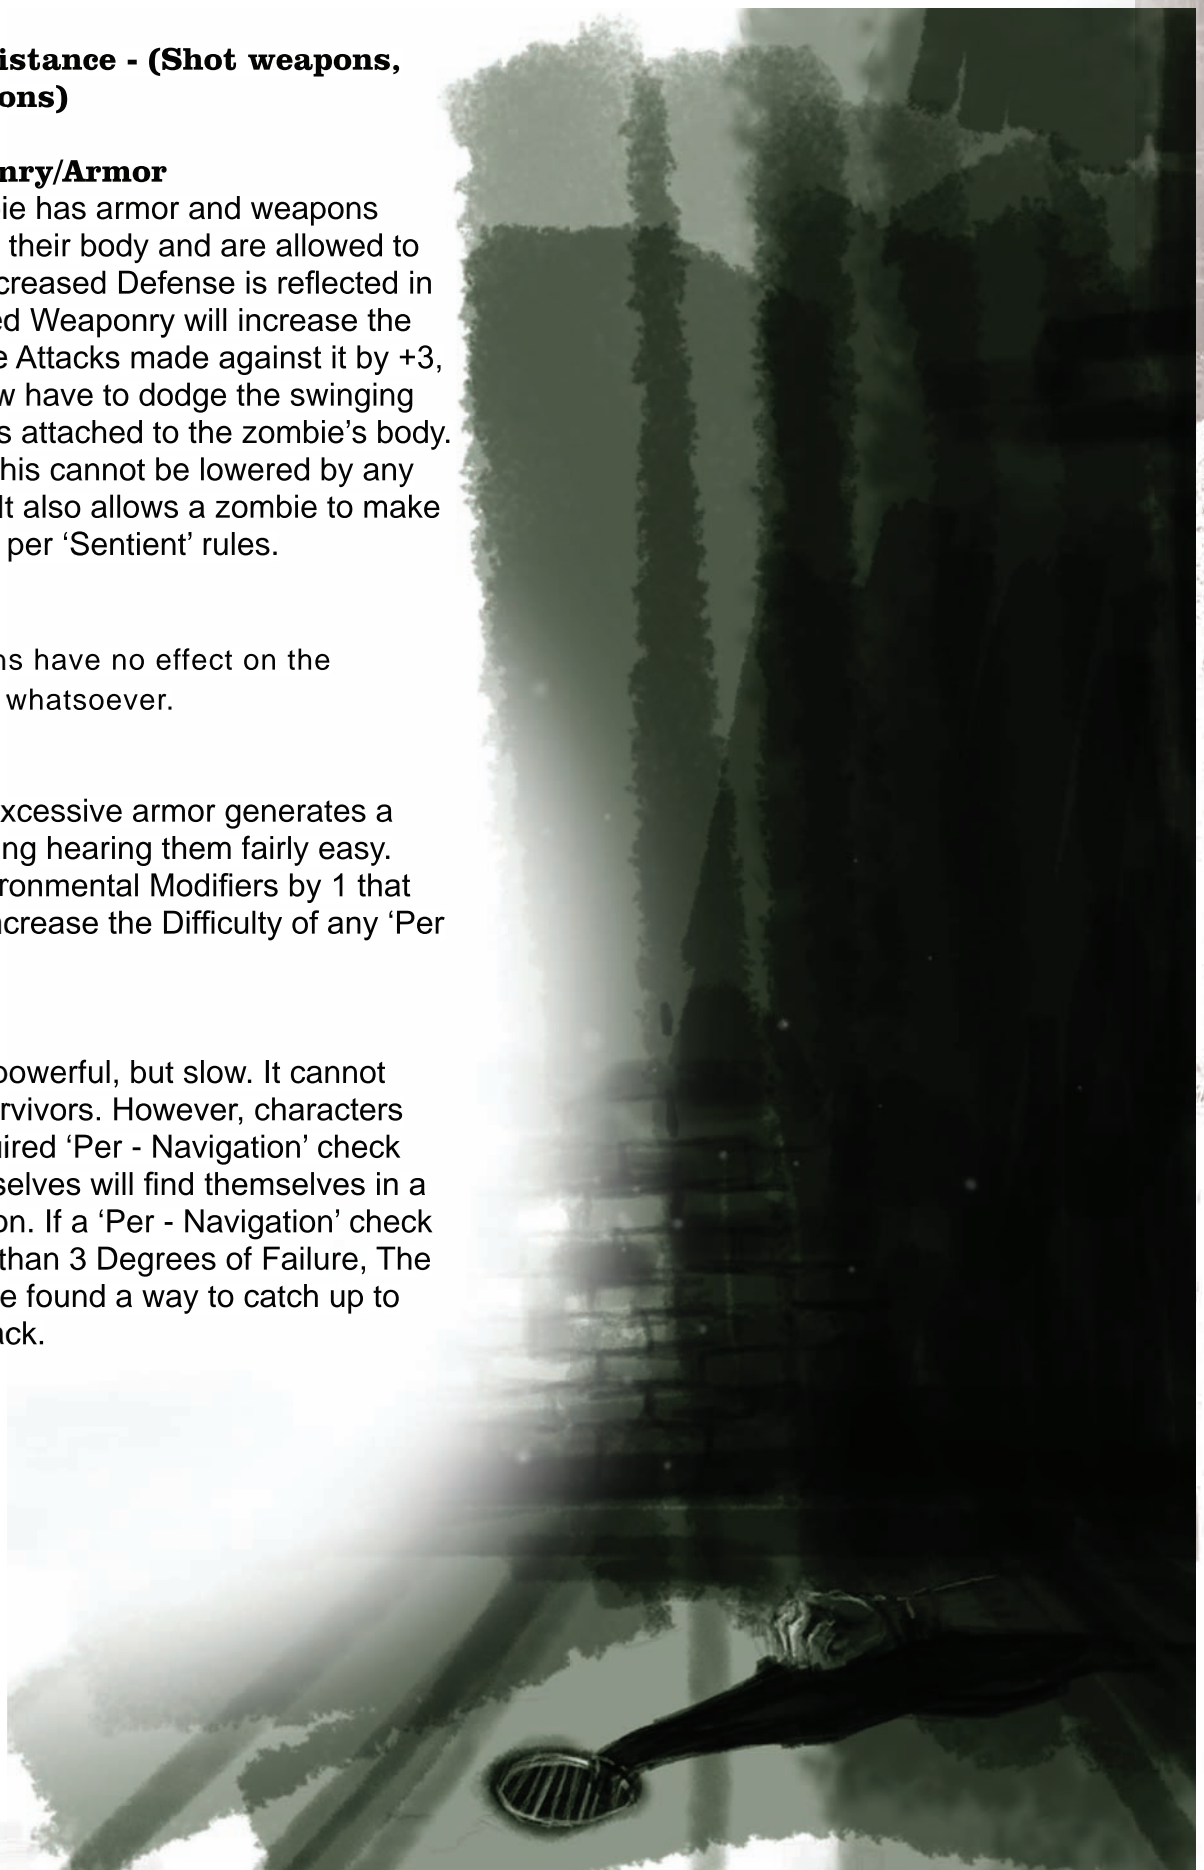 istance - (Shot weapons,
ons)
nry/Armor
ie has armor and weapons
their body and are allowed to
creased Defense is reflected in
ed Weaponry will increase the
e Attacks made against it by +3,
w have to dodge the swinging
s attached to the zombie’s body.
his cannot be lowered by any
It also allows a zombie to make
per ‘Sentient’ rules.
ns have no effect on the
whatsoever.
xcessive armor generates a
ng hearing them fairly easy.
ronmental Modifiers by 1 that
ncrease the Difficulty of any ‘Per
powerful, but slow. It cannot
rvivors. However, characters
uired ‘Per - Navigation’ check
selves will find themselves in a
on. If a ‘Per - Navigation’ check
than 3 Degrees of Failure, The
e found a way to catch up to
ack.